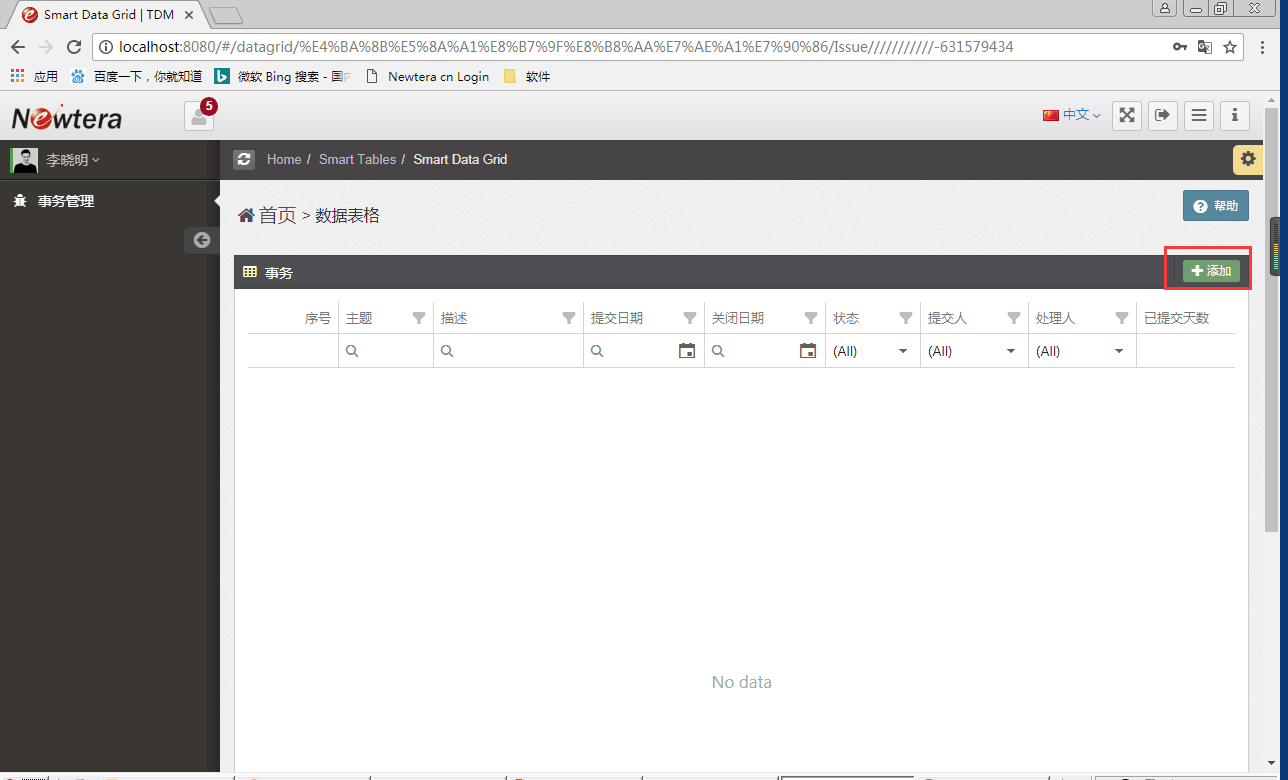 Smart Data Grid | TDM
localhost:8080/#/datagrid/%E4%BA%8B%E5%8A%A1%E8%B7%9F%E8%B8%AA%E7%AE%A1%E7%90%86/Issue///////////-631579434
应用 百度一下，你就知道 微软 Bing 搜索 - 国 Newtera cn Login 软件
Newtera 5 中文
李晓明 Home / Smart Tables / Smart Data Grid
事务管理
首页 > 数据表格 帮助
事务 添加
序号 主题 描述 提交日期 关闭日期 状态 提交人 处理人 已提交天数
(All) (All) (All)
No data